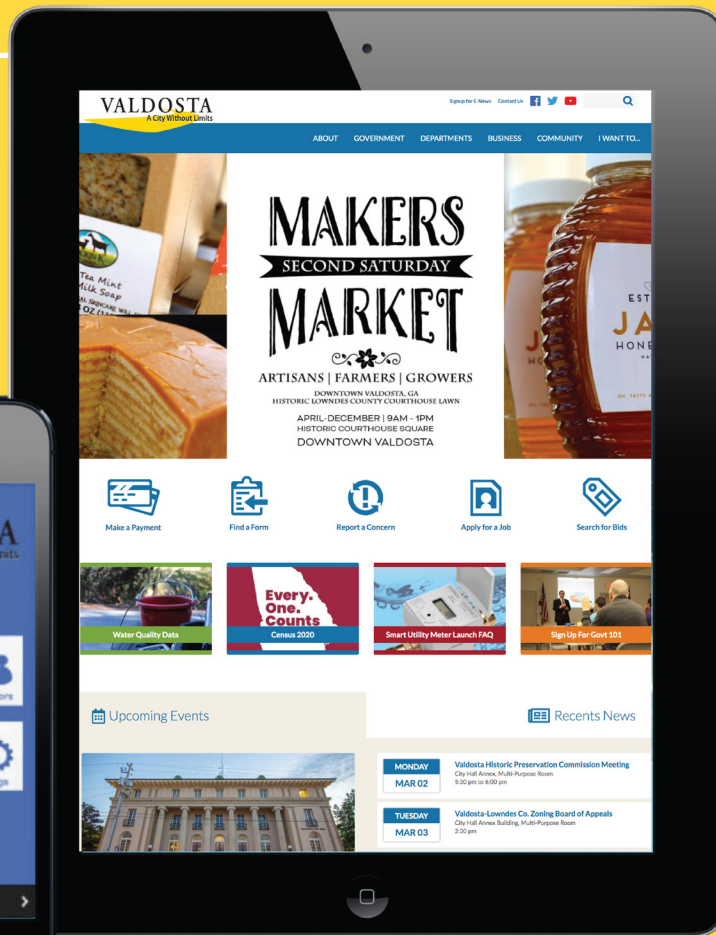 VALDOSTA
A City Without Limits
Signup for E-News Contact Us
ABOUT GOVERNMENT DEPARTMENTS BUSINESS COMMUNITY I WANT TO...
Tea Mint
Milk Soap
MAKERS
SECOND SATURDAY
MARKET
ARTISANS | FARMERS | GROWERS
DOWNTOWN VALDOSTA, GA
HISTORIC LOWNDES COUNTY COURTHOUSE LAWN
APRIL-DECEMBER | 9AM - 1PM
HISTORIC COURTHOUSE SQUARE
DOWNTOWN VALDOSTA
EST
JA
HONE
Make a Payment
Find a Form
Report a Concern
Apply for a Job
Search for Bids
Water Quality Data
Every.
One.
Counts
Census 2020
Smart Utility Meter Launch FAQ
Sign Up For Govt 101
Upcoming Events
Recents News
MONDAY
MAR 02
Valdosta Historic Preservation Commission Meeting
City Hall Annex, Multi-Purpose Room
5:30 pm to 6:00 pm
TUESDAY
MAR 03
Valdosta-Lowndes Co. Zoning Board of Appeals
City Hall Annex Building, Multi-Purpose Room
2:30 pm